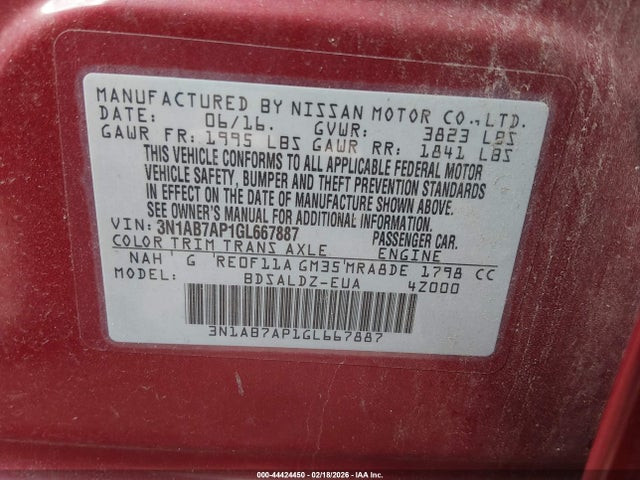 MANUFACTURED BY NISSAN MOTOR CO.,LTD.
DATE: 06/16. GVWR: 3823 LBS
GAWR FR: 1995 LBS GAWR RR: 1841 LBS
THIS VEHICLE CONFORMS TO ALL APPLICABLE FEDERAL MOTOR
VEHICLE SAFETY, BUMPER AND THEFT PREVENTION STANDARDS
IN EFFECT ON THE DATE OF MANUFACTURE SHOWN ABOVE.
SEE OWNER'S MANUAL FOR ADDITIONAL INFORMATION.
VIN: 3N1AB7AP1GL667887 PASSENGER CAR.
COLOR TRIM TRANS AXLE ENGINE
NAH' G 'RE0F11A GM35'MRA8DE 1798 CC
MODEL: BDSALDZ-EUA 4Z000
3N1AB7AP1GL667887
000-44424450 - 02/18/2026 - IAA Inc.